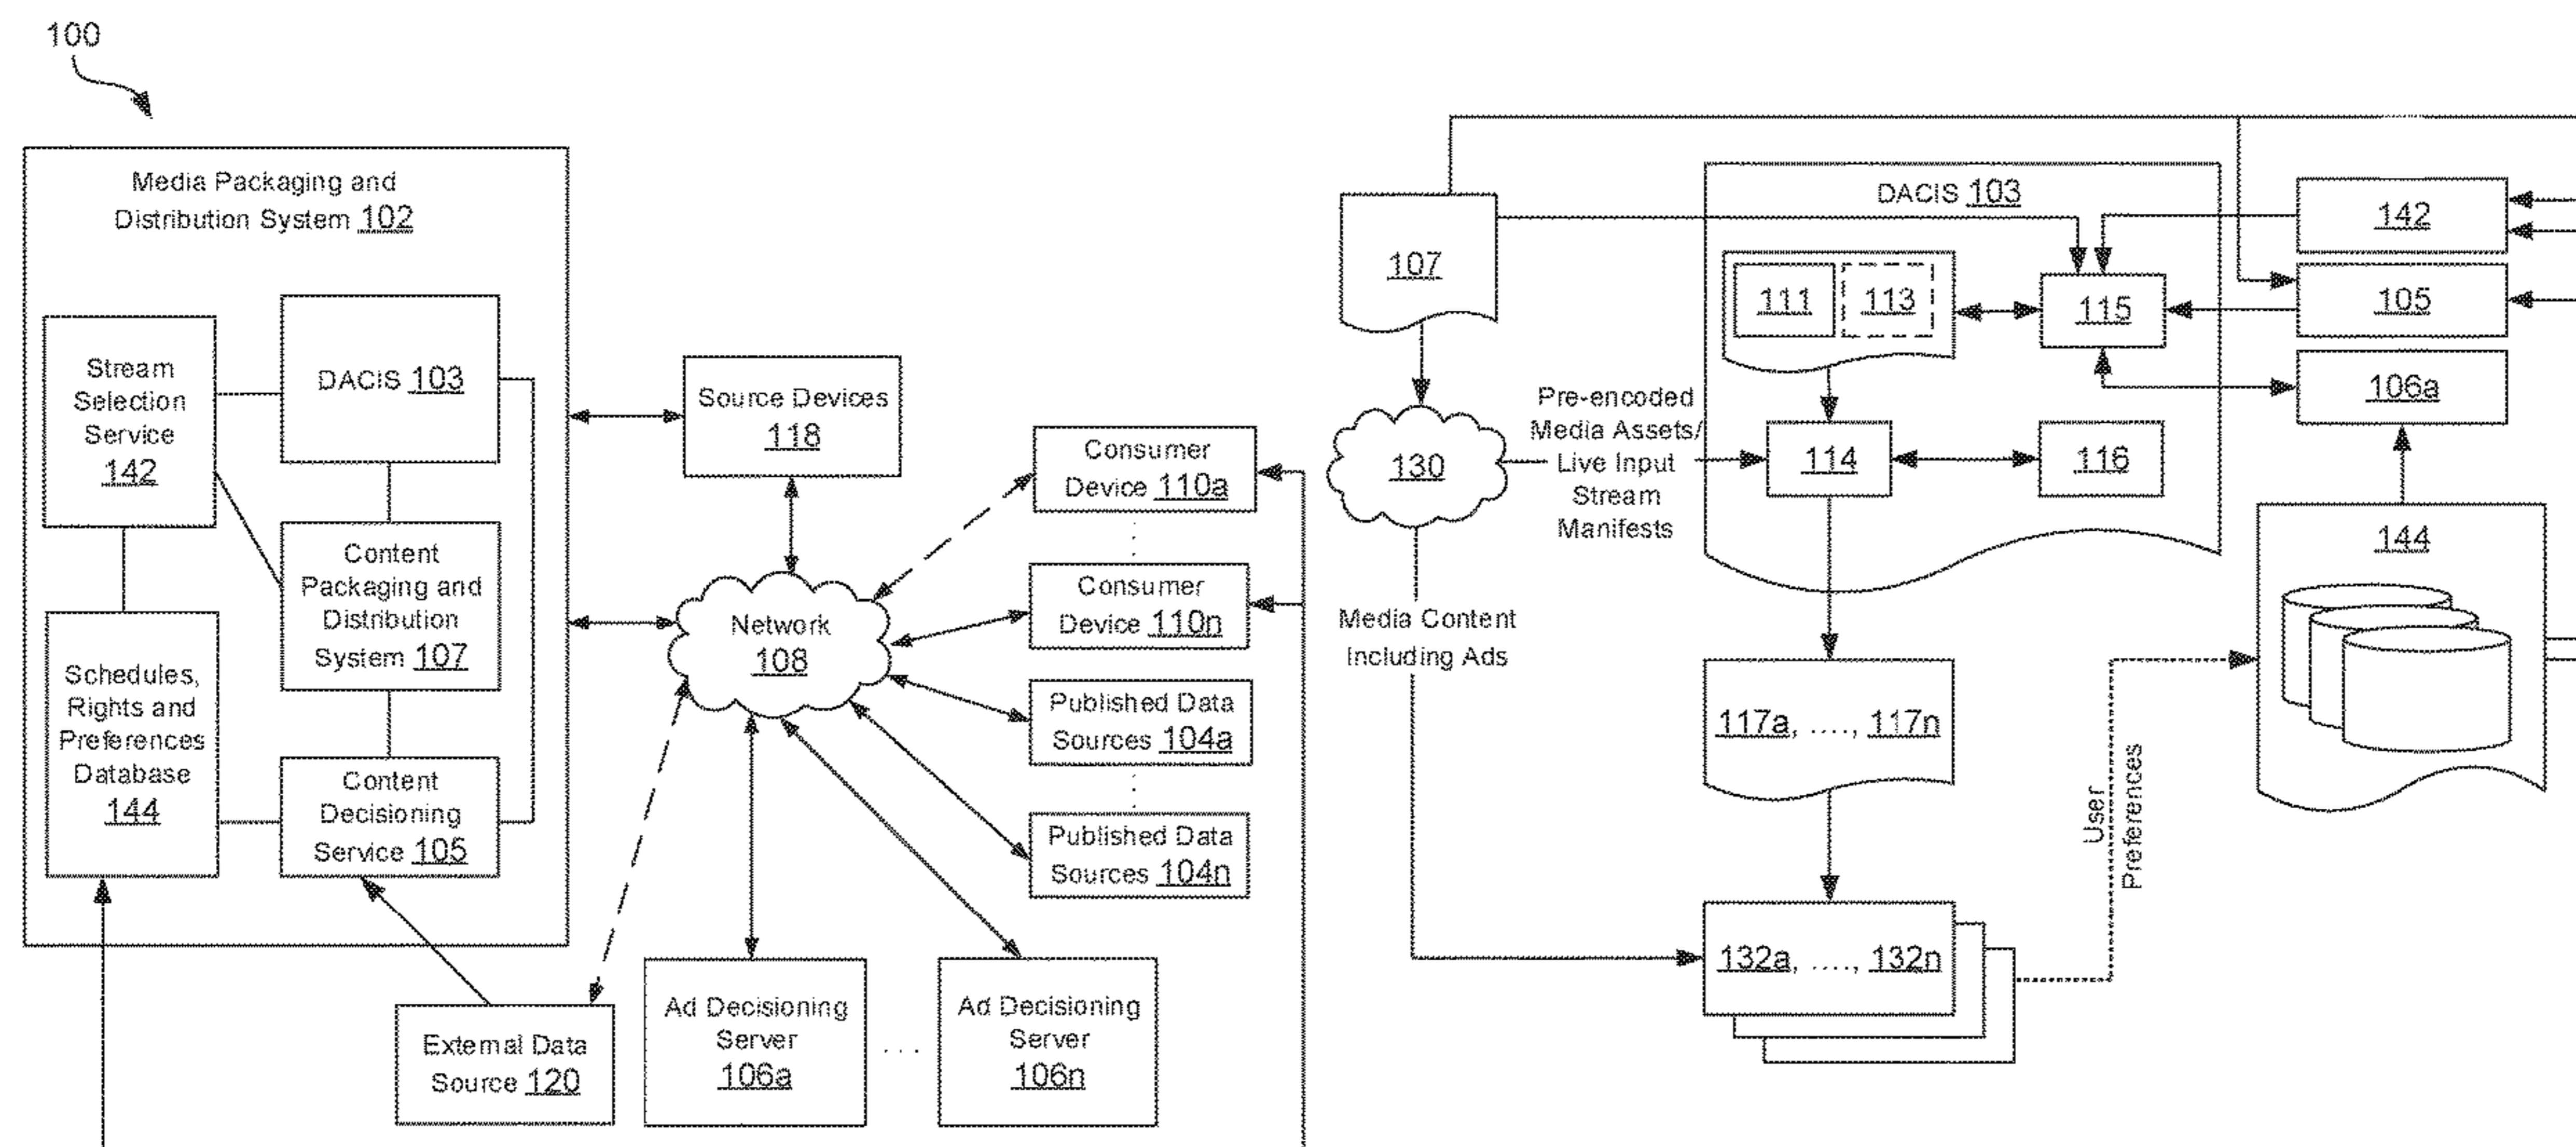 100
Media Packaging and
Distribution System 102
Stream
Selection
Service
142
DACIS 103
Content
Packaging and
Distribution
System 107
Schedules,
Rights and
Preferences
Database
144
Content
Decisioning
Service 105
Source Devices
118
Network
108
Consumer
Device 110a
Consumer
Device 110n
Published Data
Sources 104a
Published Data
Sources 104n
External Data
Source 120
Ad Decisioning
Server
106a
. . .
Ad Decisioning
Server
106n
107
130
Pre-encoded
Media Assets/
Live Input
Stream
Manifests
Media Content
Including Ads
DACIS 103
111
113
115
114
116
117a, ...., 117n
132a, ...., 132n
142
105
106a
144
User
Preferences